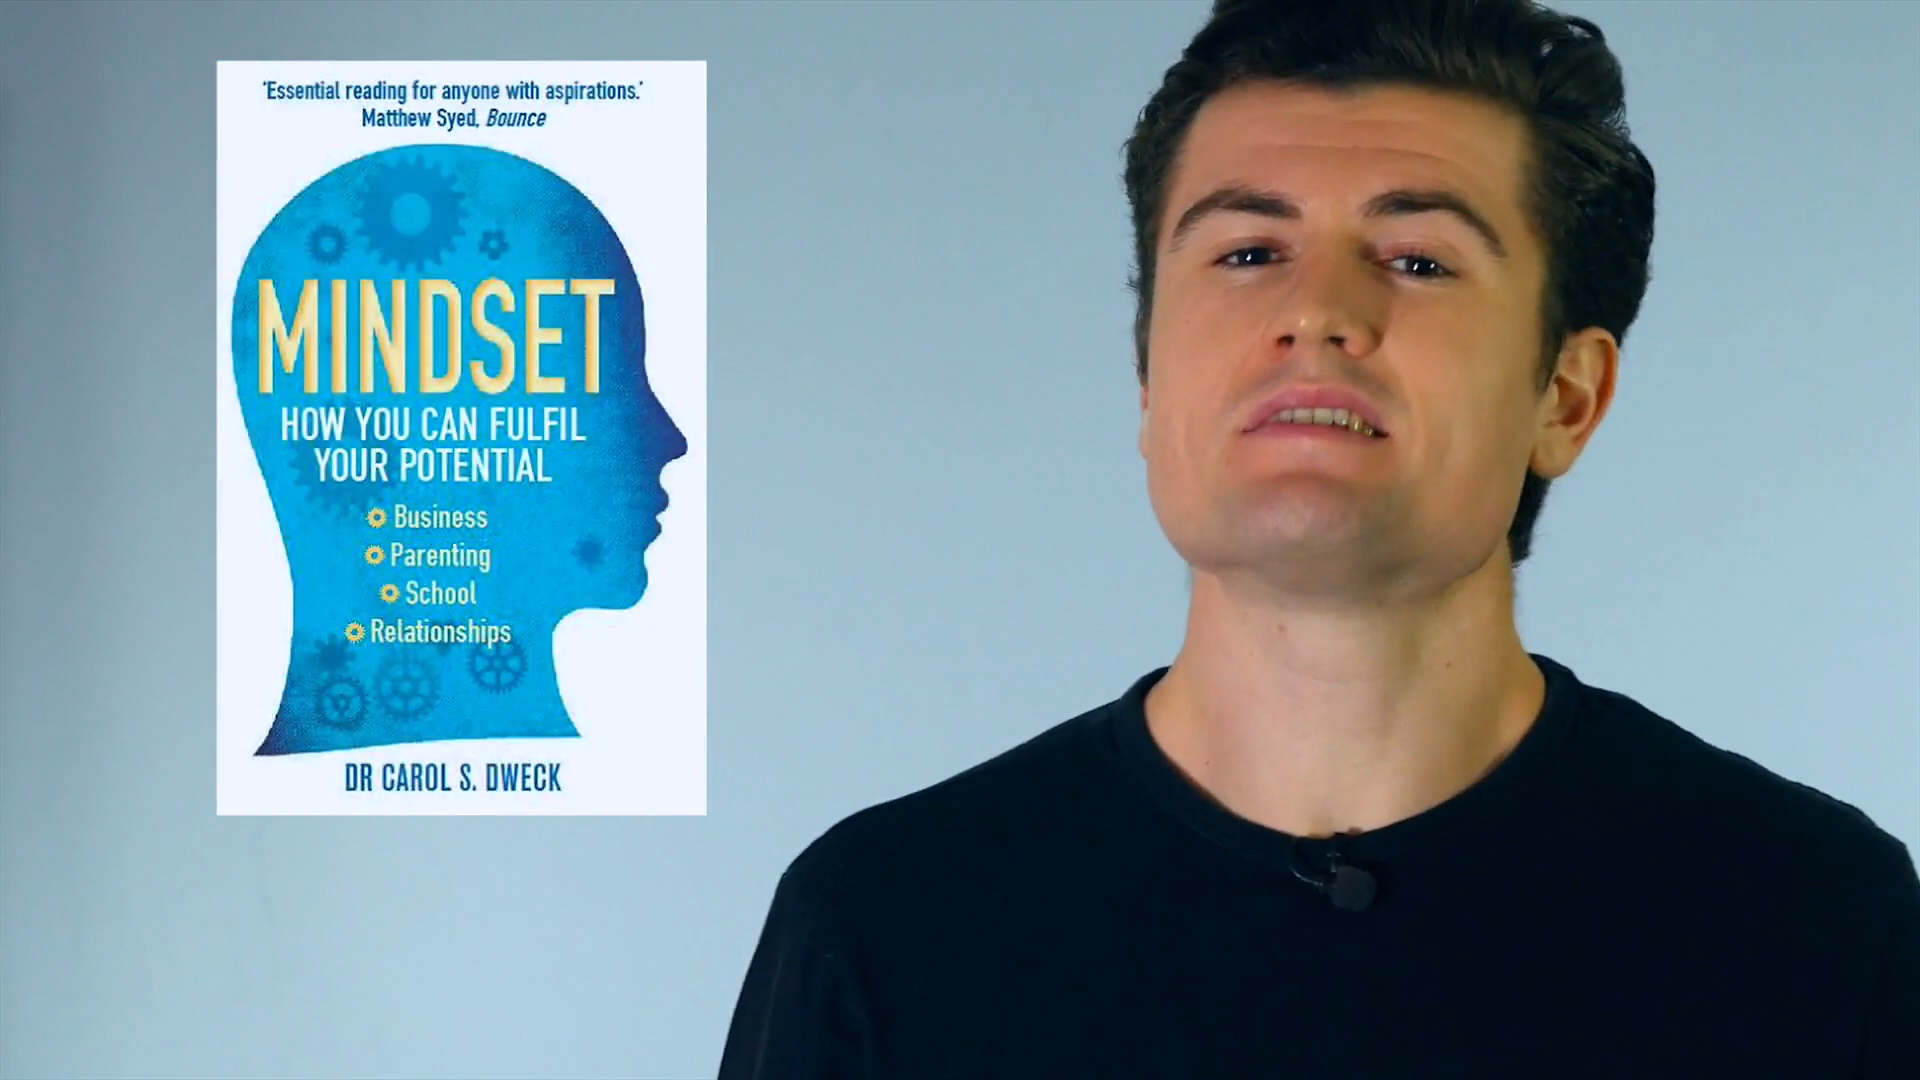 'Essential reading for anyone with aspirations.'
Matthew Syed, Bounce
MINDSET
HOW YOU CAN FULFIL
YOUR POTENTIAL
Business
Parenting
School
Relationships
DR CAROL S. DWECK